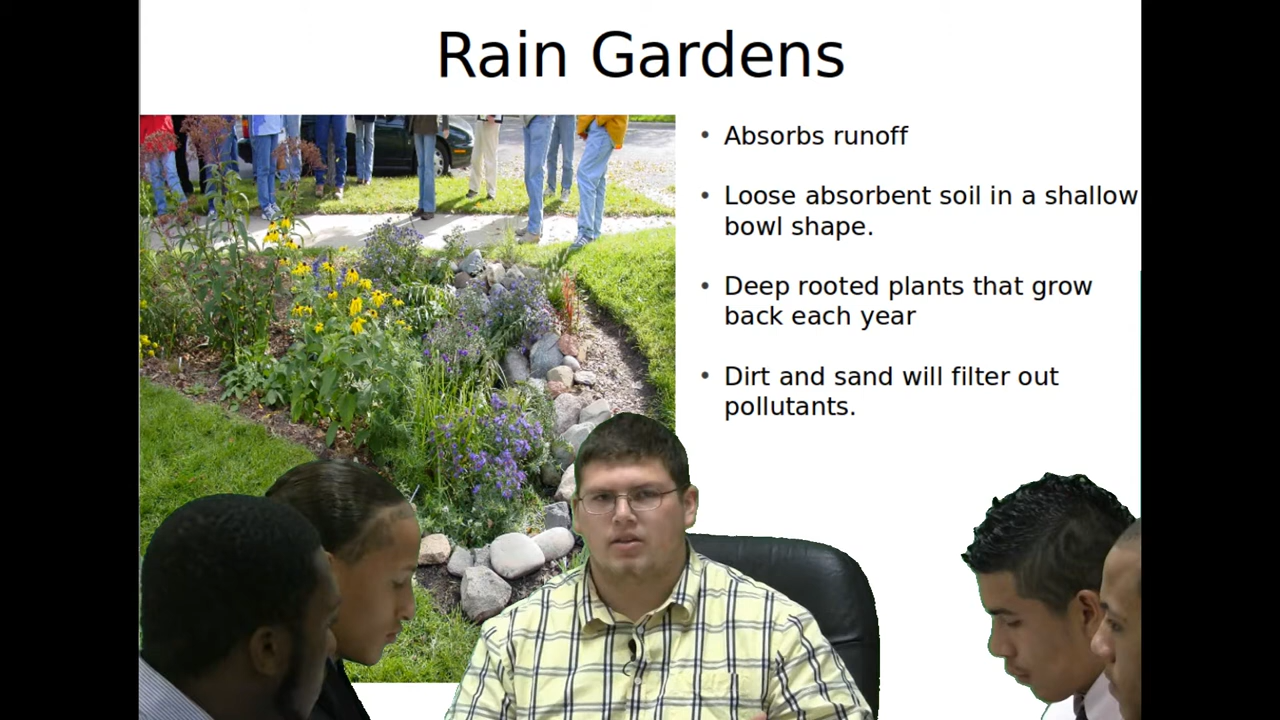 Rain Gardens
• Absorbs runoff
• Loose absorbent soil in a shallow
bowl shape.
• Deep rooted plants that grow
back each year
• Dirt and sand will filter out
pollutants.